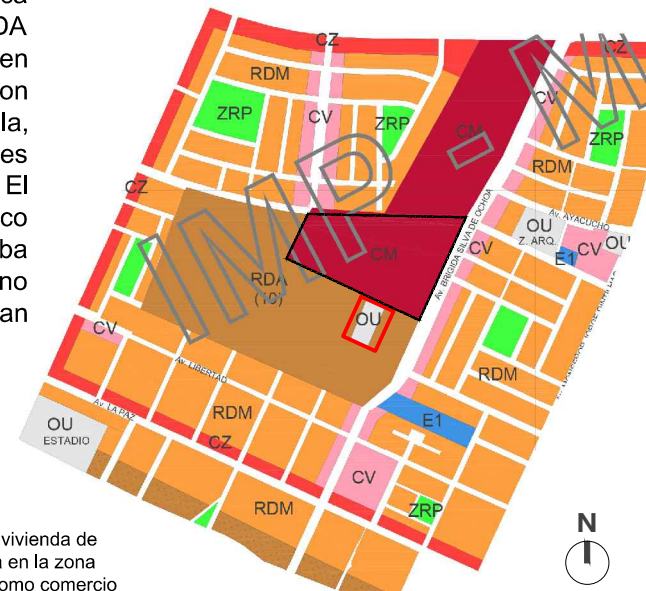 DA
en
on
la,
es
El
co
ba
no
an
CZ
RDM
ZRP
CV
ZRP
CM
CZ
CV
ZRP
RDM
CZ
Av. AYACUCHO
OU
Z. ARQ.
E1
CV
OU
CV
Av. BRIGIDA SILVA DE OCHOA
CM
RDA
(10)
OU
CV
Av. LIBERTAD
RDM
Av. LA PAZ
RDM
OU
ESTADIO
CZ
E1
CV
RDM
ZRP
IMP
N
vivienda de
a en la zona
omo comercio